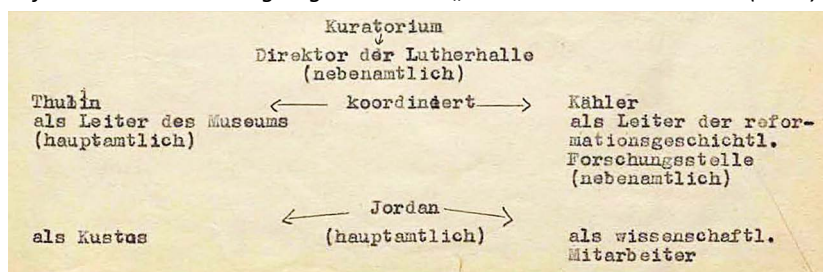 Kuratorium
Direktor der Lutherhalle
(nebenamtlich)
Thulin
als Leiter des Museums
(hauptamtlich)
koordiniert
Kähler
als Leiter der refor-
mationsgeschichtl.
Forschungsstelle
(nebenamtlich)
Jordan
(hauptamtlich)
als Kustos
als wissenschaftl.
Mitarbeiter